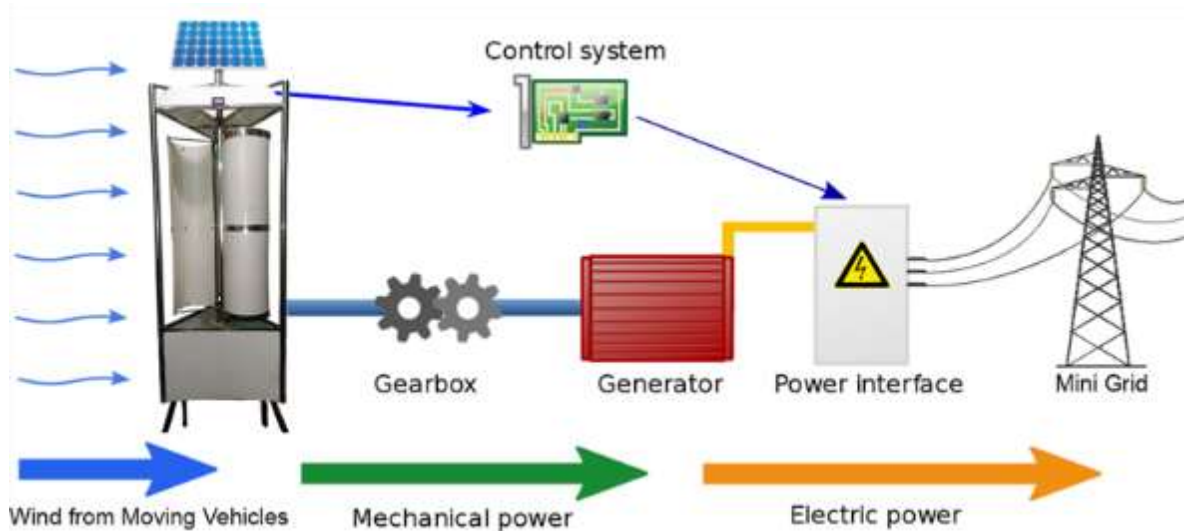 Control system
Gearbox
Generator
Power interface
Mini Grid
Wind from Moving Vehicles
Mechanical power
Electric power